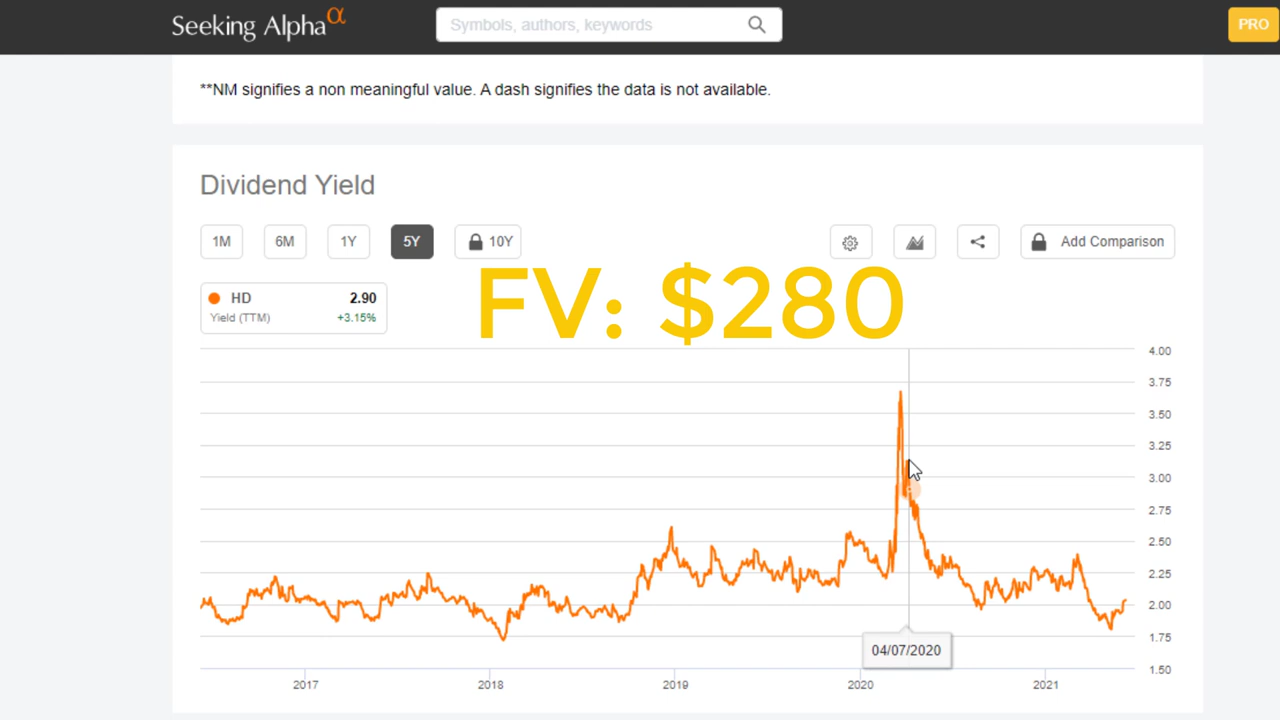 Seeking Alpha α
Symbols, authors, keywords
PRO
**NM signifies a non meaningful value. A dash signifies the data is not available.
Dividend Yield
1M 6M 1Y 5Y 10Y Add Comparison
FV: $280
HD 2.90
Yield (TTM) +3.15%
4.00
3.75
3.50
3.25
3.00
2.75
2.50
2.25
2.00
1.75
1.50
04/07/2020
2017 2018 2019 2020 2021